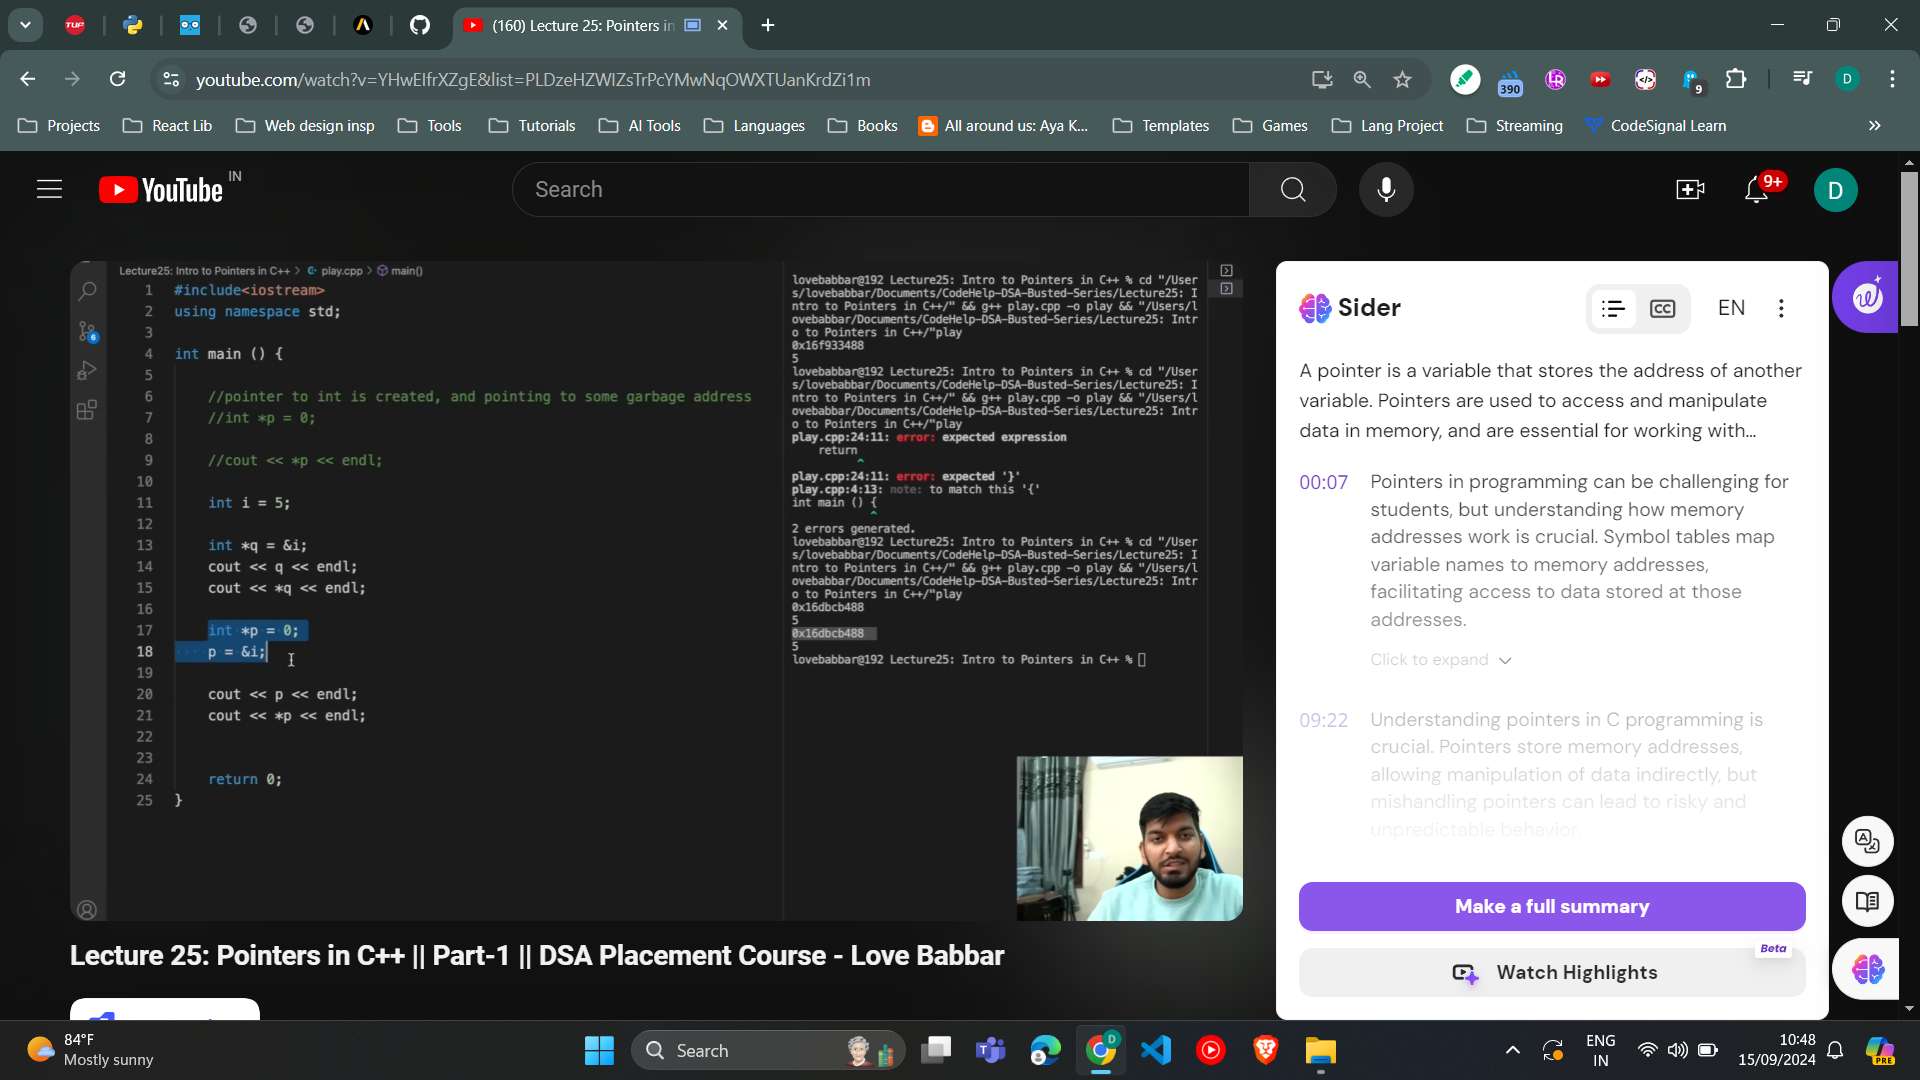 (160) Lecture 25: Pointers in
youtube.com/watch?v=YHwEIfrXZgE&list=PLDzeHZWIZsTrPcYMwNqOWXTUanKrdZi1m
390
9
D
Projects
React Lib
Web design insp
Tools
Tutorials
AI Tools
Languages
Books
All around us: Aya K...
Templates
Games
Lang Project
Streaming
CodeSignal Learn
YouTube IN
Search
9+
D
Lecture25: Intro to Pointers in C++ > play.cpp > main()
1 #include<iostream>
2 using namespace std;
3
4 int main () {
5
6 //pointer to int is created, and pointing to some garbage address
7 //int *p = 0;
8
9 //cout << *p << endl;
10
11 int i = 5;
12
13 int *q = &i;
14 cout << q << endl;
15 cout << *q << endl;
16
17 int *p = 0;
18 p = &i;
19
20 cout << p << endl;
21 cout << *p << endl;
22
23
24 return 0;
25 }
lovebabbar@192 Lecture25: Intro to Pointers in C++ % cd "/User
s/lovebabbar/Documents/CodeHelp-DSA-Busted-Series/Lecture25: I
ntro to Pointers in C++/" && g++ play.cpp -o play && "/Users/l
ovebabbar/Documents/CodeHelp-DSA-Busted-Series/Lecture25: Intr
o to Pointers in C++/"play
0x16f933488
5
lovebabbar@192 Lecture25: Intro to Pointers in C++ % cd "/User
s/lovebabbar/Documents/CodeHelp-DSA-Busted-Series/Lecture25: I
ntro to Pointers in C++/" && g++ play.cpp -o play && "/Users/l
ovebabbar/Documents/CodeHelp-DSA-Busted-Series/Lecture25: Intr
o to Pointers in C++/"play
play.cpp:24:11: error: expected expression
return
^
play.cpp:24:11: error: expected '}'
play.cpp:4:13: note: to match this '{'
int main () {
^
2 errors generated.
lovebabbar@192 Lecture25: Intro to Pointers in C++ % cd "/User
s/lovebabbar/Documents/CodeHelp-DSA-Busted-Series/Lecture25: I
ntro to Pointers in C++/" && g++ play.cpp -o play && "/Users/l
ovebabbar/Documents/CodeHelp-DSA-Busted-Series/Lecture25: Intr
o to Pointers in C++/"play
0x16dbcb488
5
0x16dbcb488
5
lovebabbar@192 Lecture25: Intro to Pointers in C++ %
Sider
CC
EN
A pointer is a variable that stores the address of another
variable. Pointers are used to access and manipulate
data in memory, and are essential for working with...
00:07 Pointers in programming can be challenging for
students, but understanding how memory
addresses work is crucial. Symbol tables map
variable names to memory addresses,
facilitating access to data stored at those
addresses.
Click to expand
09:22 Understanding pointers in C programming is
crucial. Pointers store memory addresses,
allowing manipulation of data indirectly, but
mishandling pointers can lead to risky and
unpredictable behavior.
Make a full summary
Beta
Watch Highlights
Lecture 25: Pointers in C++ || Part-1 || DSA Placement Course - Love Babbar
84°F
Mostly sunny
Search
D
ENG
IN
10:48
15/09/2024
PRE